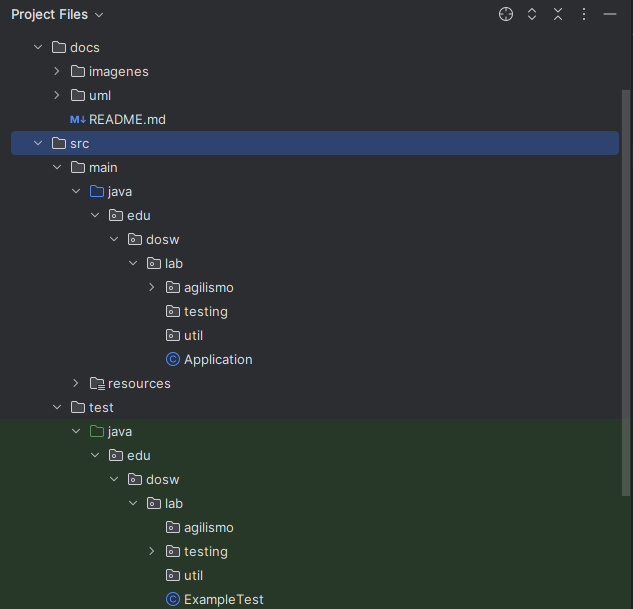 Project Files
docs
imagenes
uml
M↓ README.md
src
main
java
edu
dosw
lab
agilismo
testing
util
C Application
resources
test
java
edu
dosw
lab
agilismo
testing
util
C ExampleTest